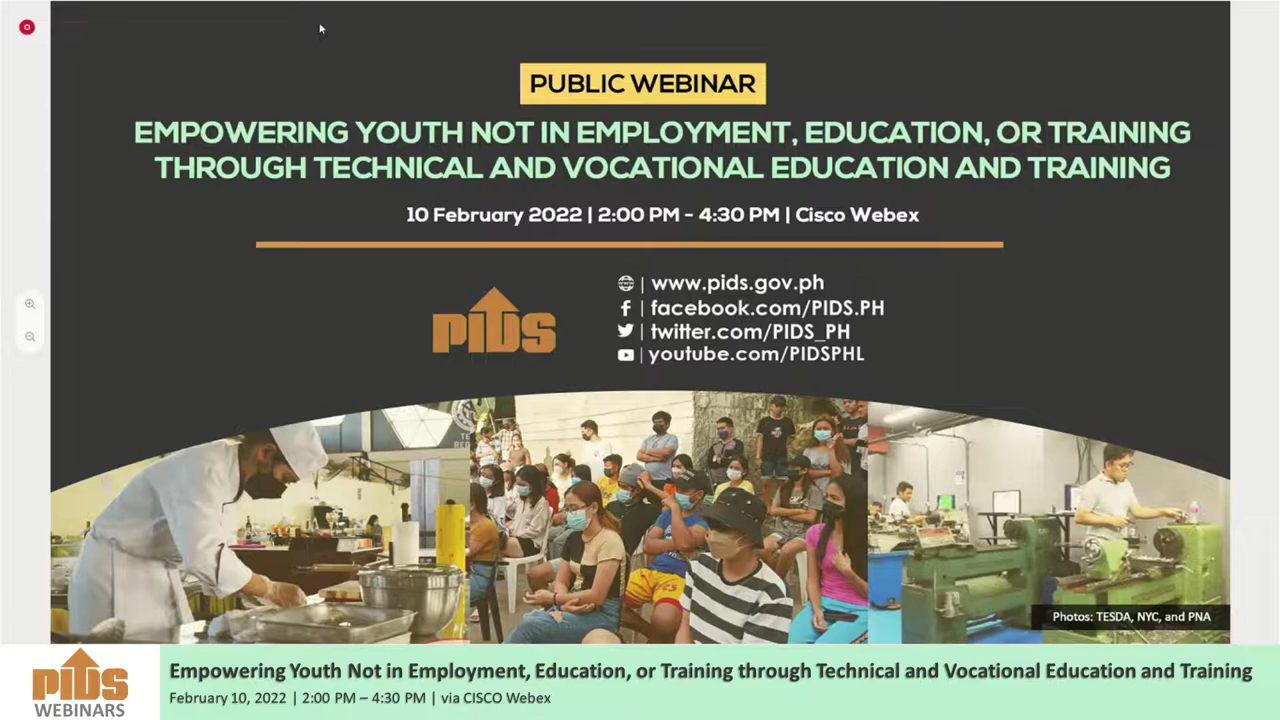 PUBLIC WEBINAR
EMPOWERING YOUTH NOT IN EMPLOYMENT, EDUCATION, OR TRAINING
THROUGH TECHNICAL AND VOCATIONAL EDUCATION AND TRAINING
10 February 2022 | 2:00 PM - 4:30 PM | Cisco Webex
PIDS
| www.pids.gov.ph
| facebook.com/PIDS.PH
| twitter.com/PIDS_PH
| youtube.com/PIDSPHL
Photos: TESDA, NYC, and PNA
PIDS
WEBINARS
Empowering Youth Not in Employment, Education, or Training through Technical and Vocational Education and Training
February 10, 2022 | 2:00 PM – 4:30 PM | via CISCO Webex